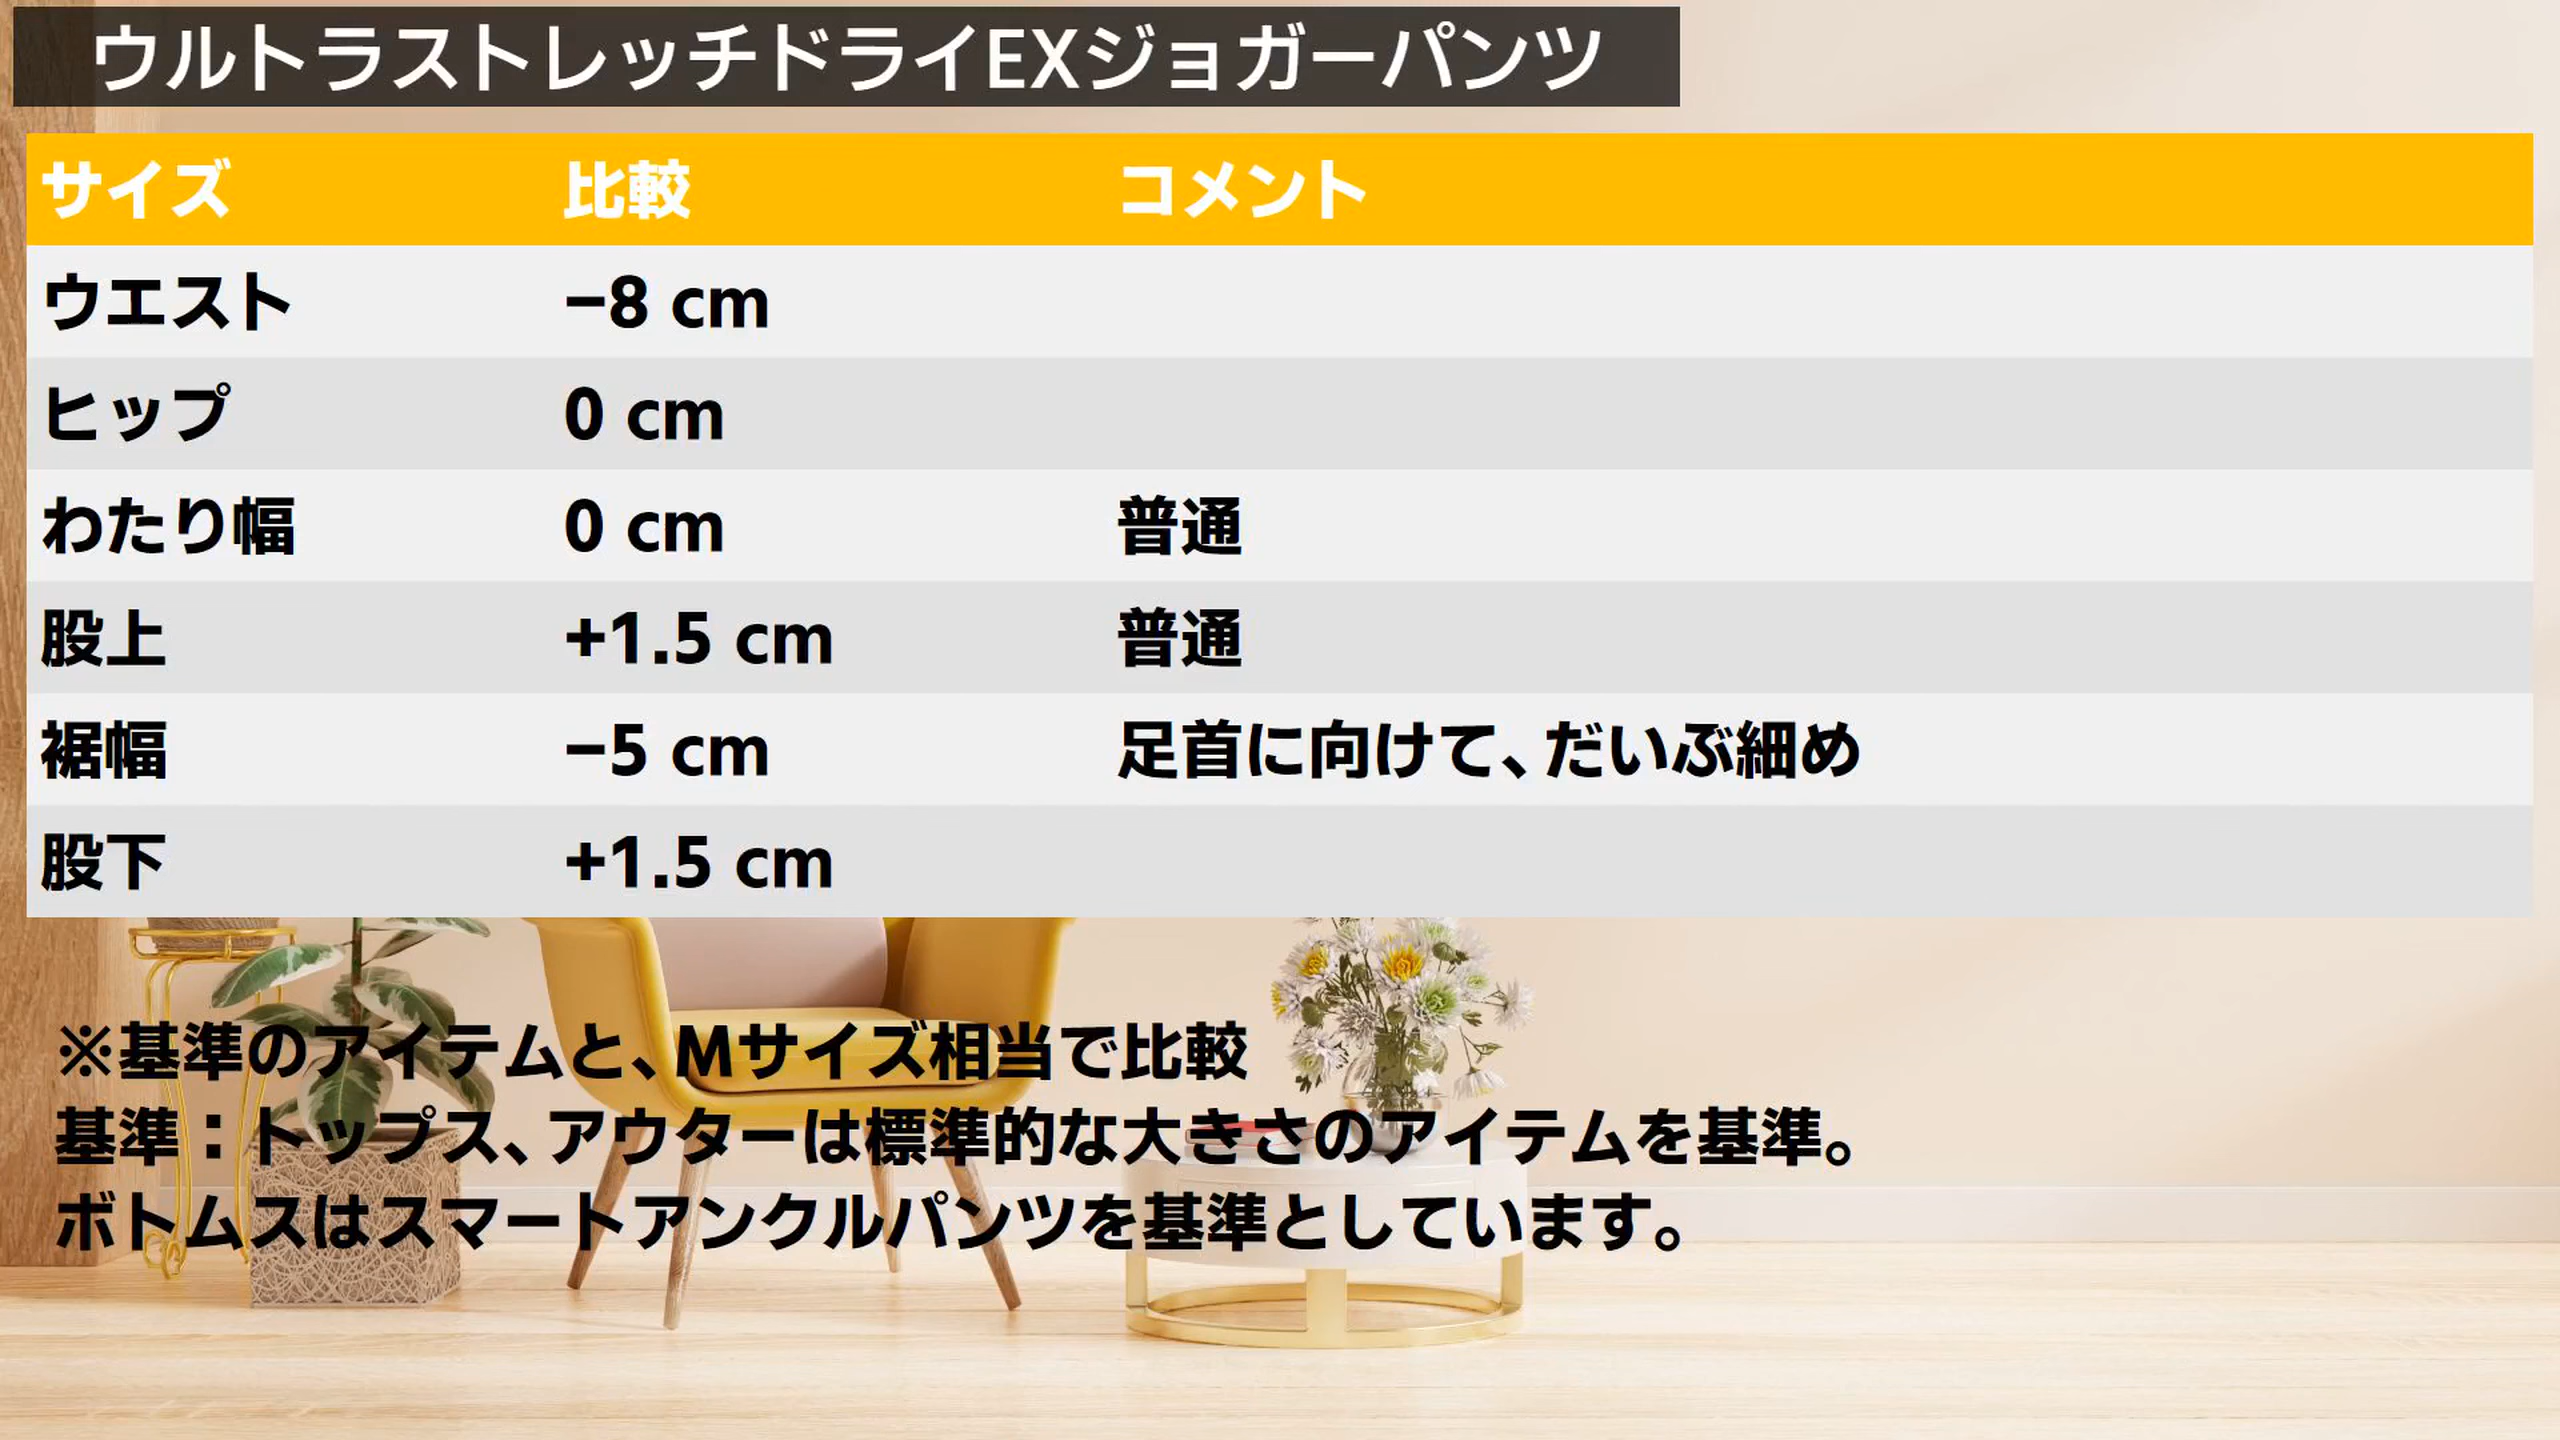 ウルトラストレッチドライEXジョガーパンツ
サイズ 比較 コメント
ウエスト −8 cm
ヒップ 0 cm
わたり幅 0 cm 普通
股上 +1.5 cm 普通
裾幅 −5 cm 足首に向けて、だいぶ細め
股下 +1.5 cm
※基準のアイテムと、Mサイズ相当で比較
基準：トップス、アウターは標準的な大きさのアイテムを基準。
ボトムスはスマートアンクルパンツを基準としています。